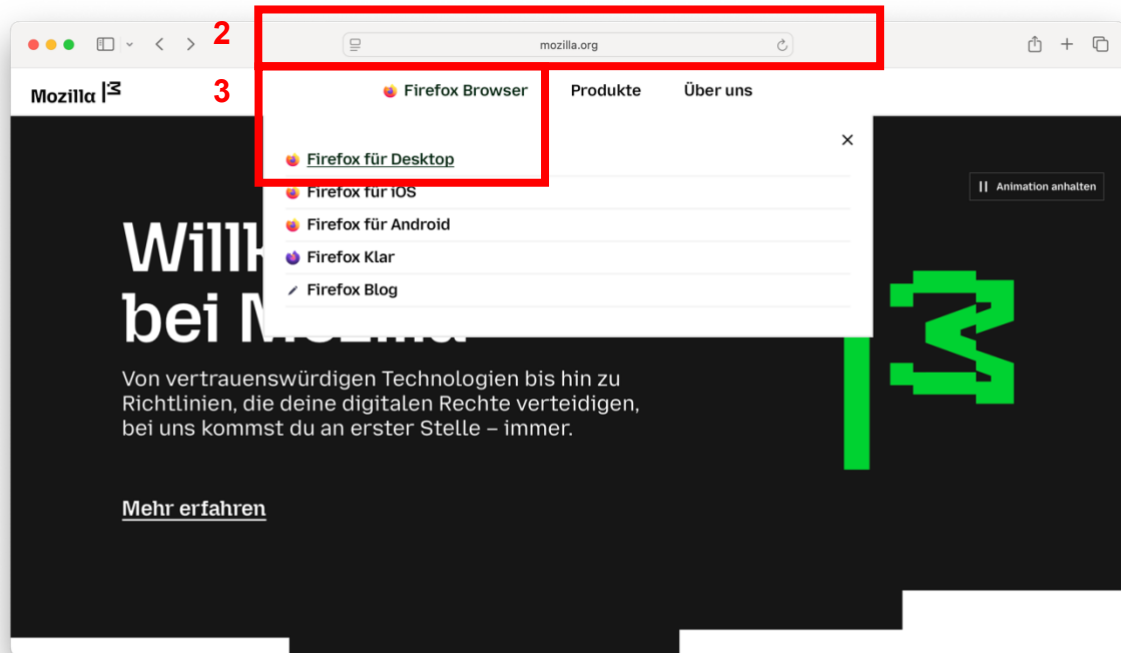 2
mozilla.org
Mozilla
3
Firefox Browser
Produkte
Über uns
Firefox für Desktop
Firefox für iOS
Firefox für Android
Firefox Klar
Firefox Blog
Animation anhalten
bei
Von vertrauenswürdigen Technologien bis hin zu
Richtlinien, die deine digitalen Rechte verteidigen,
bei uns kommst du an erster Stelle – immer.
Mehr erfahren